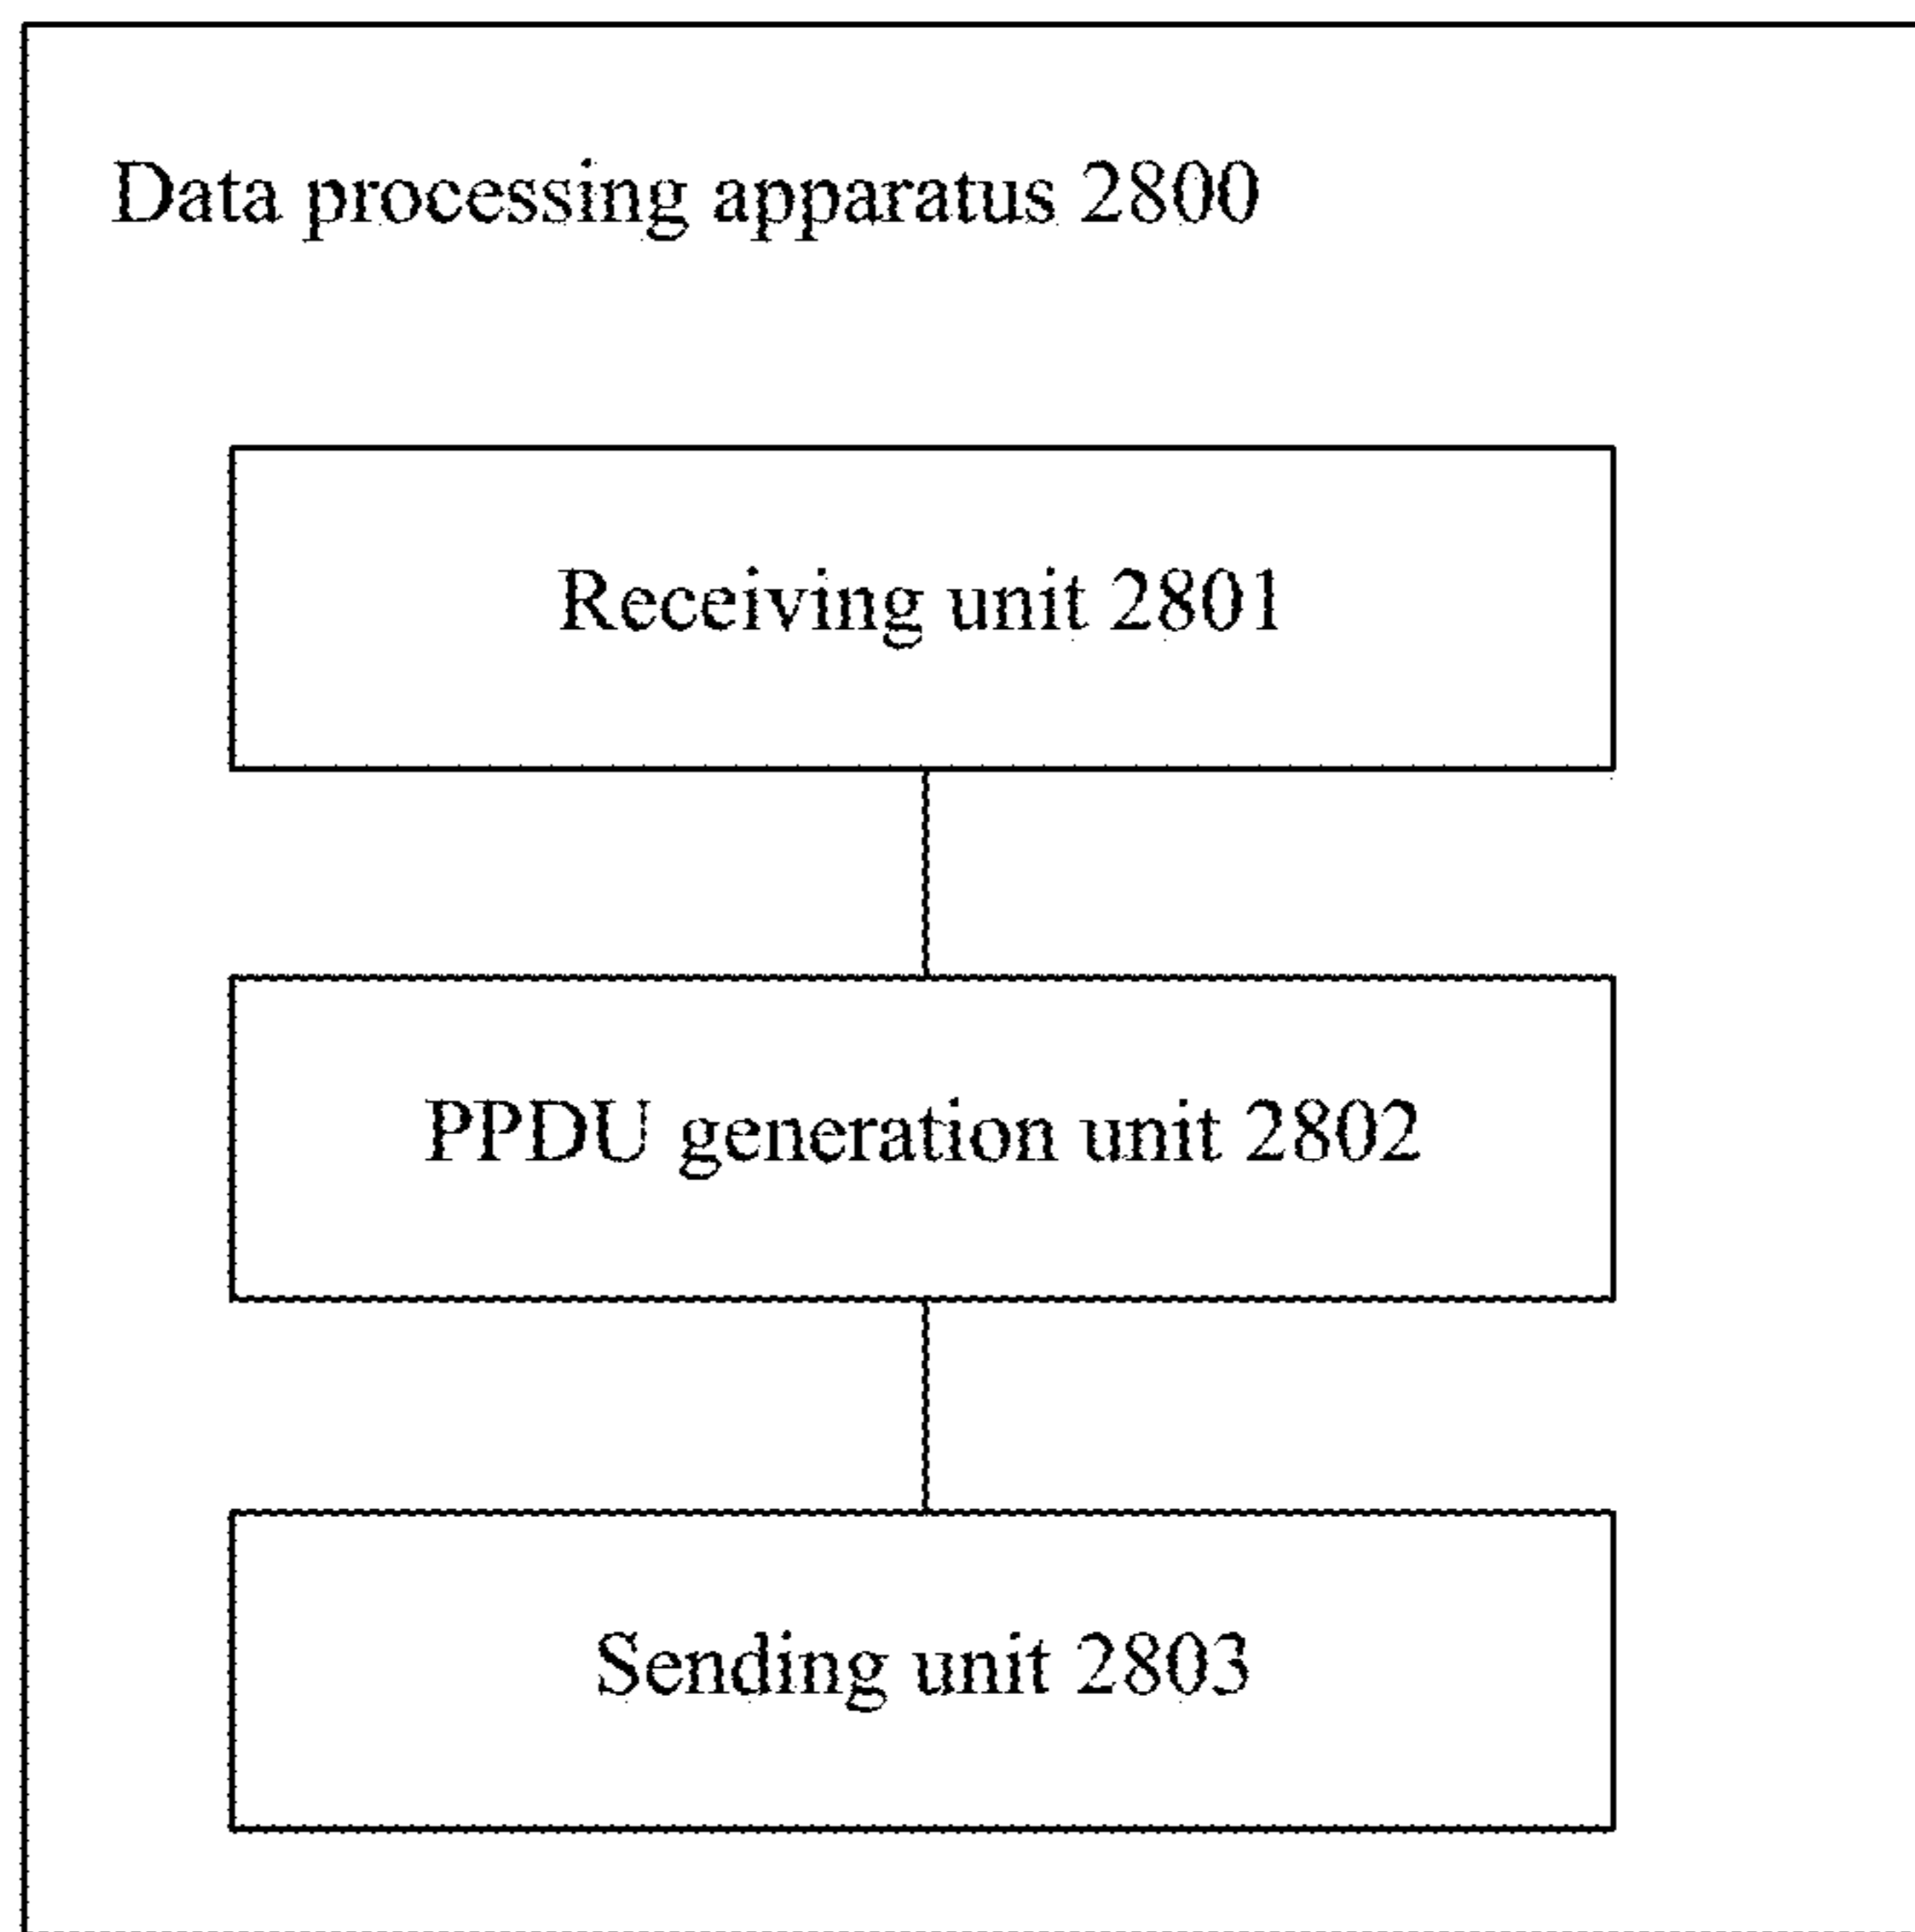 Data processing apparatus 2800
Receiving unit 2801
PPDU generation unit 2802
Sending unit 2803